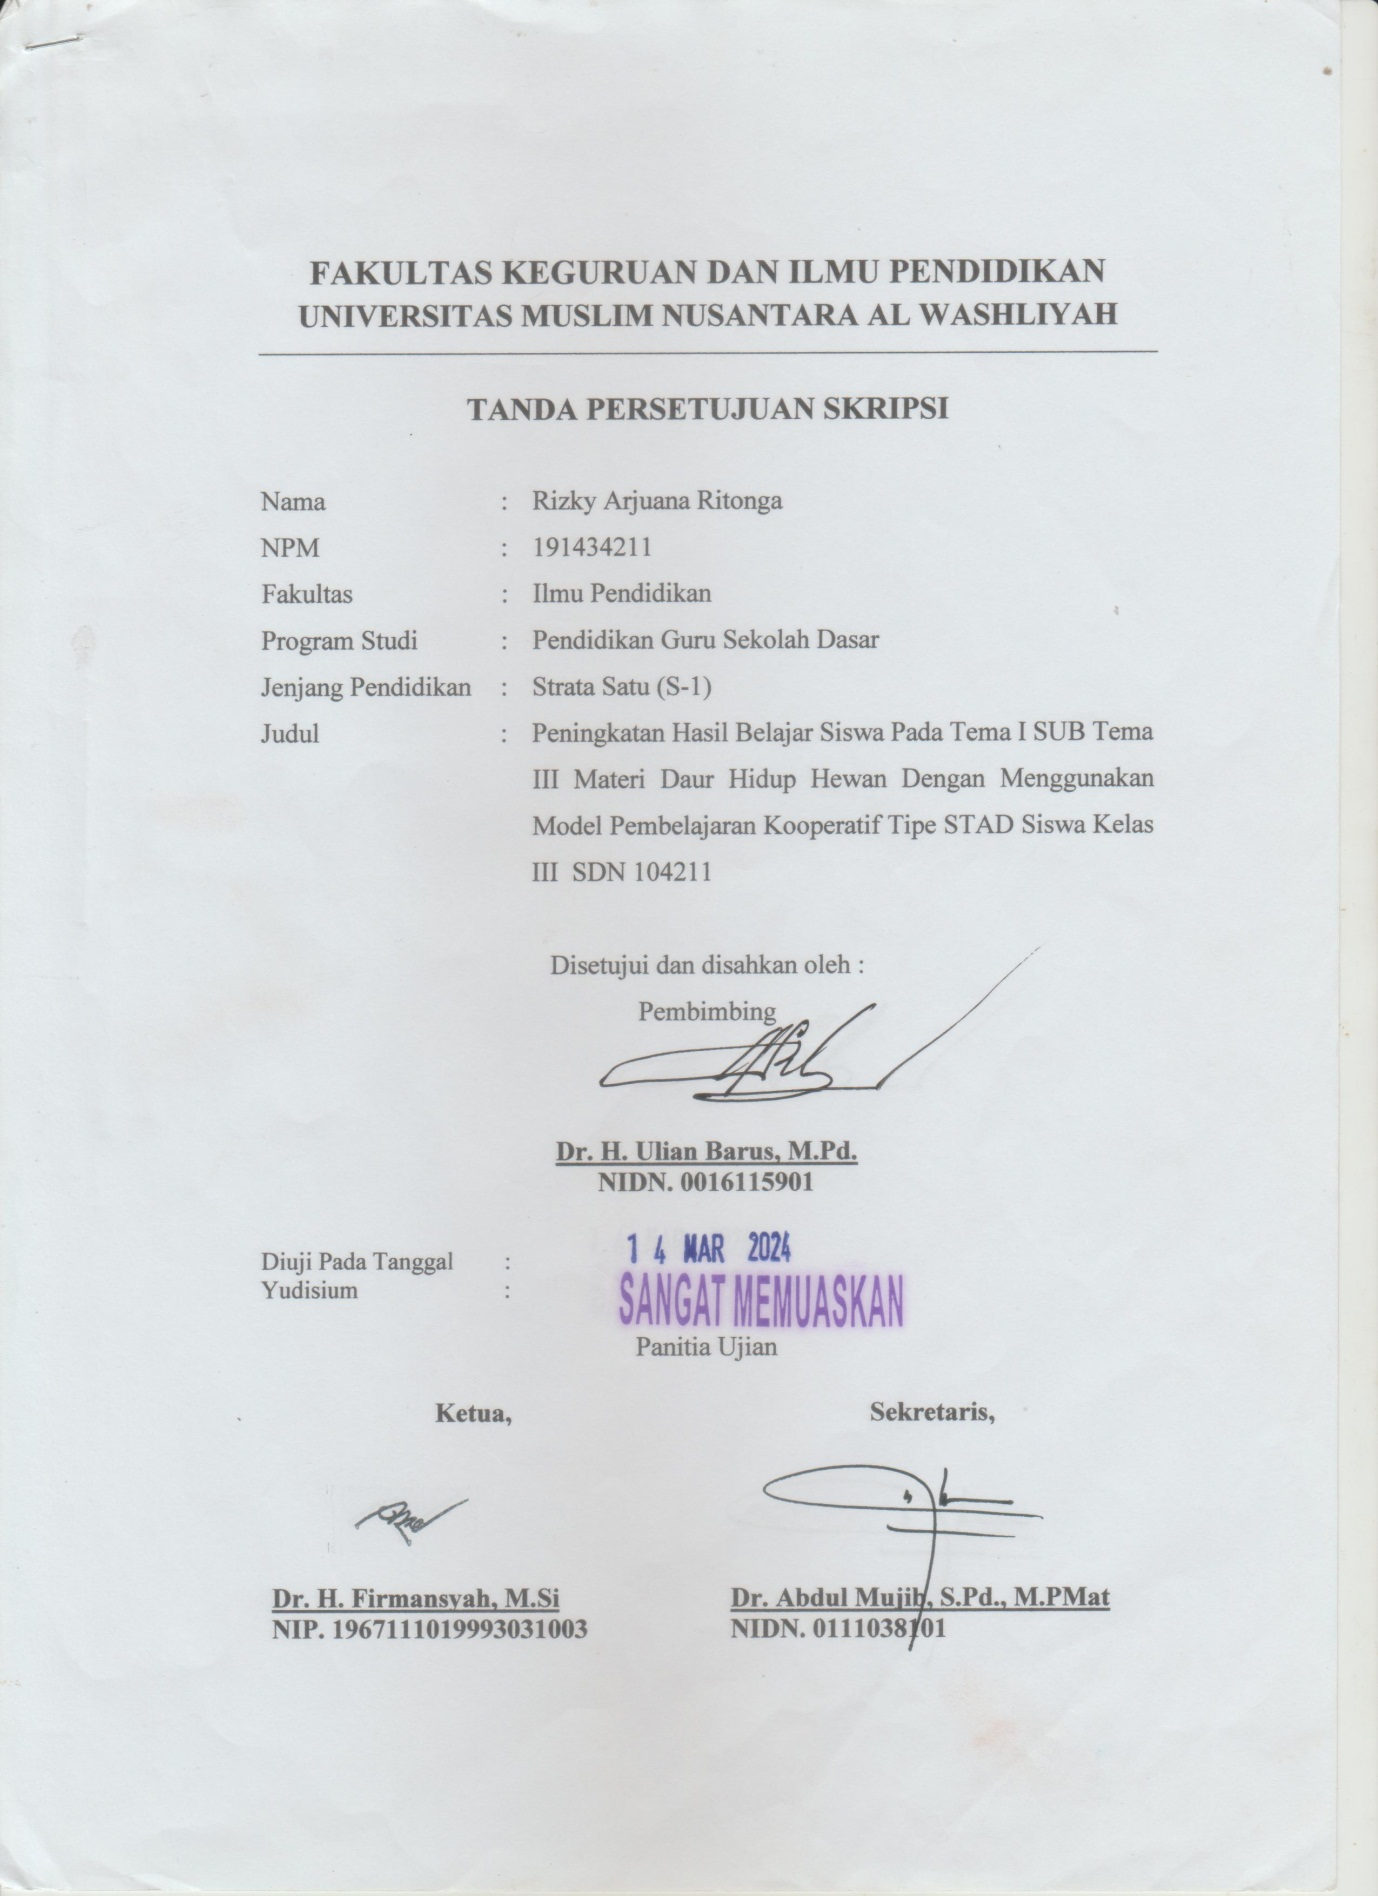 FAKULTAS KEGURUAN DAN ILMU PENDIDIKAN
UNIVERSITAS MUSLIM NUSANTARA AL WASHLIYAH
TANDA PERSETUJUAN SKRIPSI
Nama : Rizky Arjuana Ritonga
NPM : 191434211
Fakultas : Ilmu Pendidikan
Program Studi : Pendidikan Guru Sekolah Dasar
Jenjang Pendidikan : Strata Satu (S-1)
Judul : Peningkatan Hasil Belajar Siswa Pada Tema I SUB Tema
III Materi Daur Hidup Hewan Dengan Menggunakan
Model Pembelajaran Kooperatif Tipe STAD Siswa Kelas
III SDN 104211
Disetujui dan disahkan oleh :
Pembimbing
Dr. H. Ulian Barus, M.Pd.
NIDN. 0016115901
Diuji Pada Tanggal : 14 MAR 2024
Yudisium : SANGAT MEMUASKAN
Panitia Ujian
Ketua, Sekretaris,
Dr. H. Firmansyah, M.Si Dr. Abdul Mujib, S.Pd., M.PMat
NIP. 1967111019993031003 NIDN. 0111038101